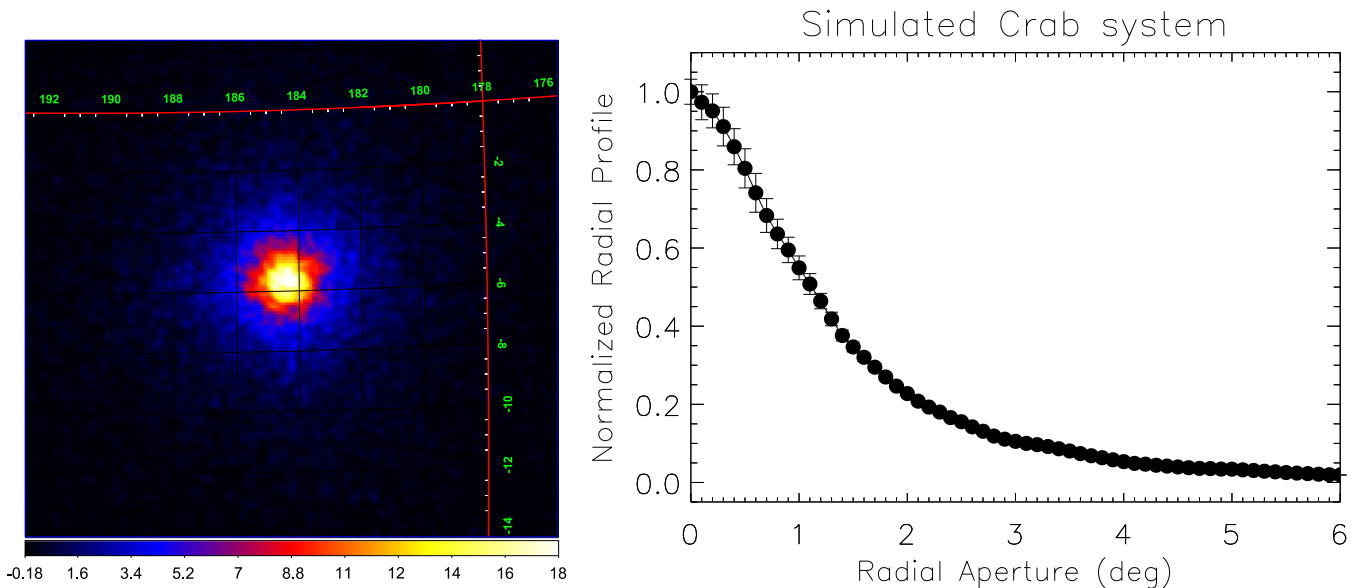 192 190 188 186 184 182 180 178 176
-2
-4
-6
-8
-10
-12
-14
-0.18 1.6 3.4 5.2 7 8.8 11 12 14 16 18
Simulated Crab system
Normalized Radial Profile
1.0
0.8
0.6
0.4
0.2
0.0
0 1 2 3 4 5 6
Radial Aperture (deg)